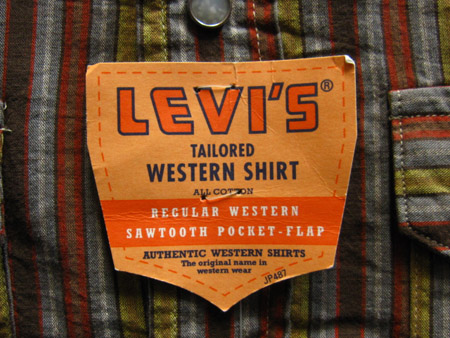 LEVI'S®
TAILORED
WESTERN SHIRT
ALL COTTON
REGULAR WESTERN
SAWTOOTH POCKET-FLAP
AUTHENTIC WESTERN SHIRTS
The original name in
western wear
JP487